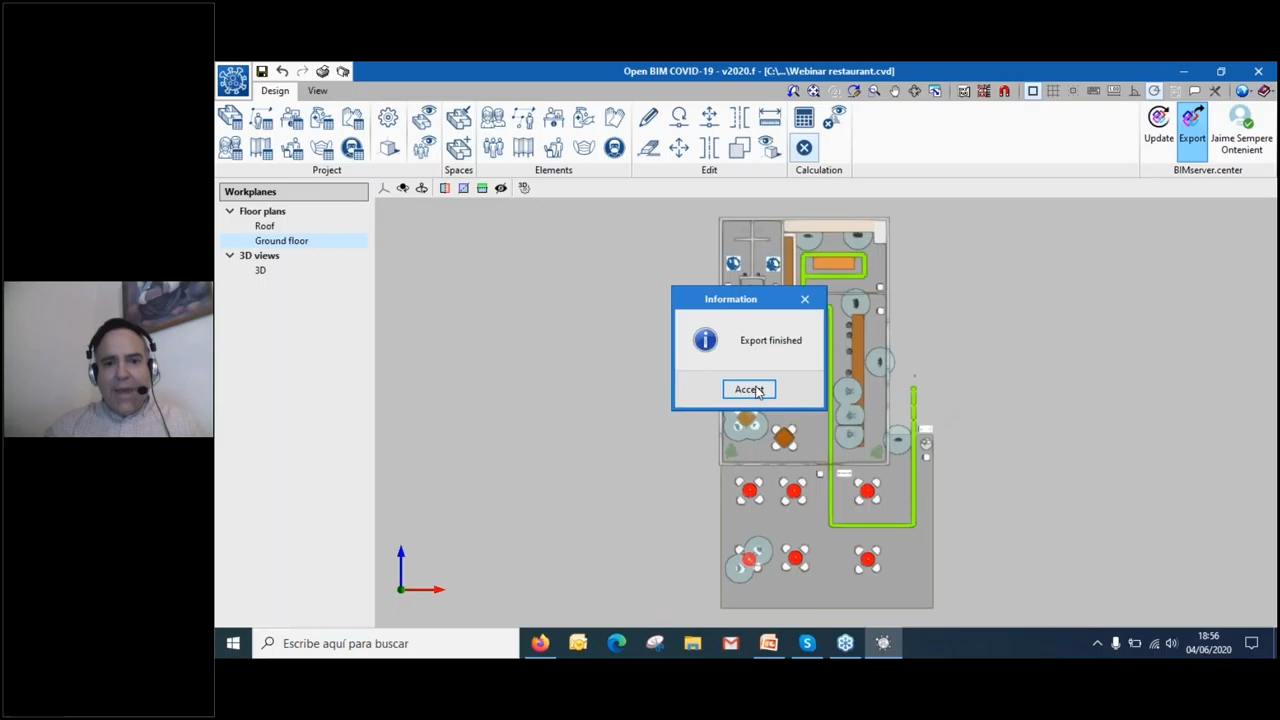 Open BIM COVID-19 - v2020.f - [C:\...\Webinar restaurant.cvd]
Design
View
Update
Export
Jaime Sempere
Ontenient
Project
Spaces
Elements
Edit
Calculation
BIMserver.center
Workplanes
Floor plans
Roof
Ground floor
3D views
3D
Information
Export finished
Accept
Escribe aquí para buscar
18:56
04/06/2020